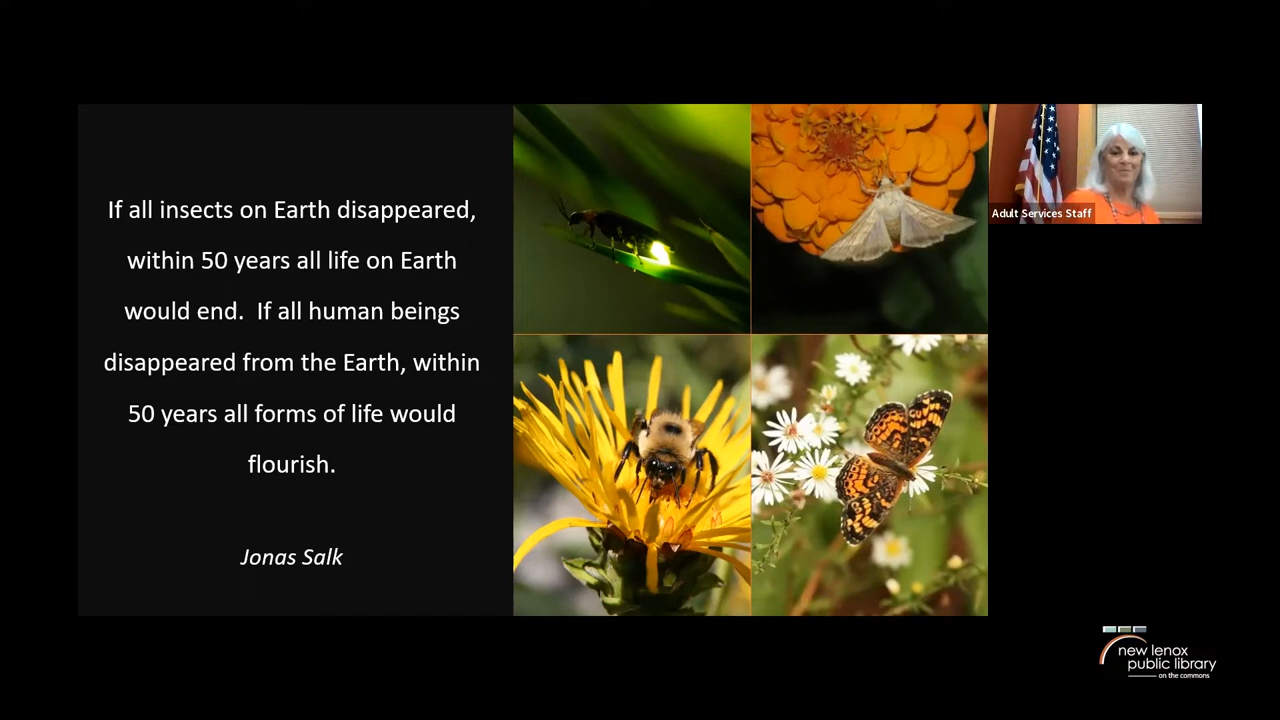 If all insects on Earth disappeared,
within 50 years all life on Earth
would end.  If all human beings
disappeared from the Earth, within
50 years all forms of life would
flourish.
Jonas Salk
Adult Services Staff
new lenox
public library
on the commons